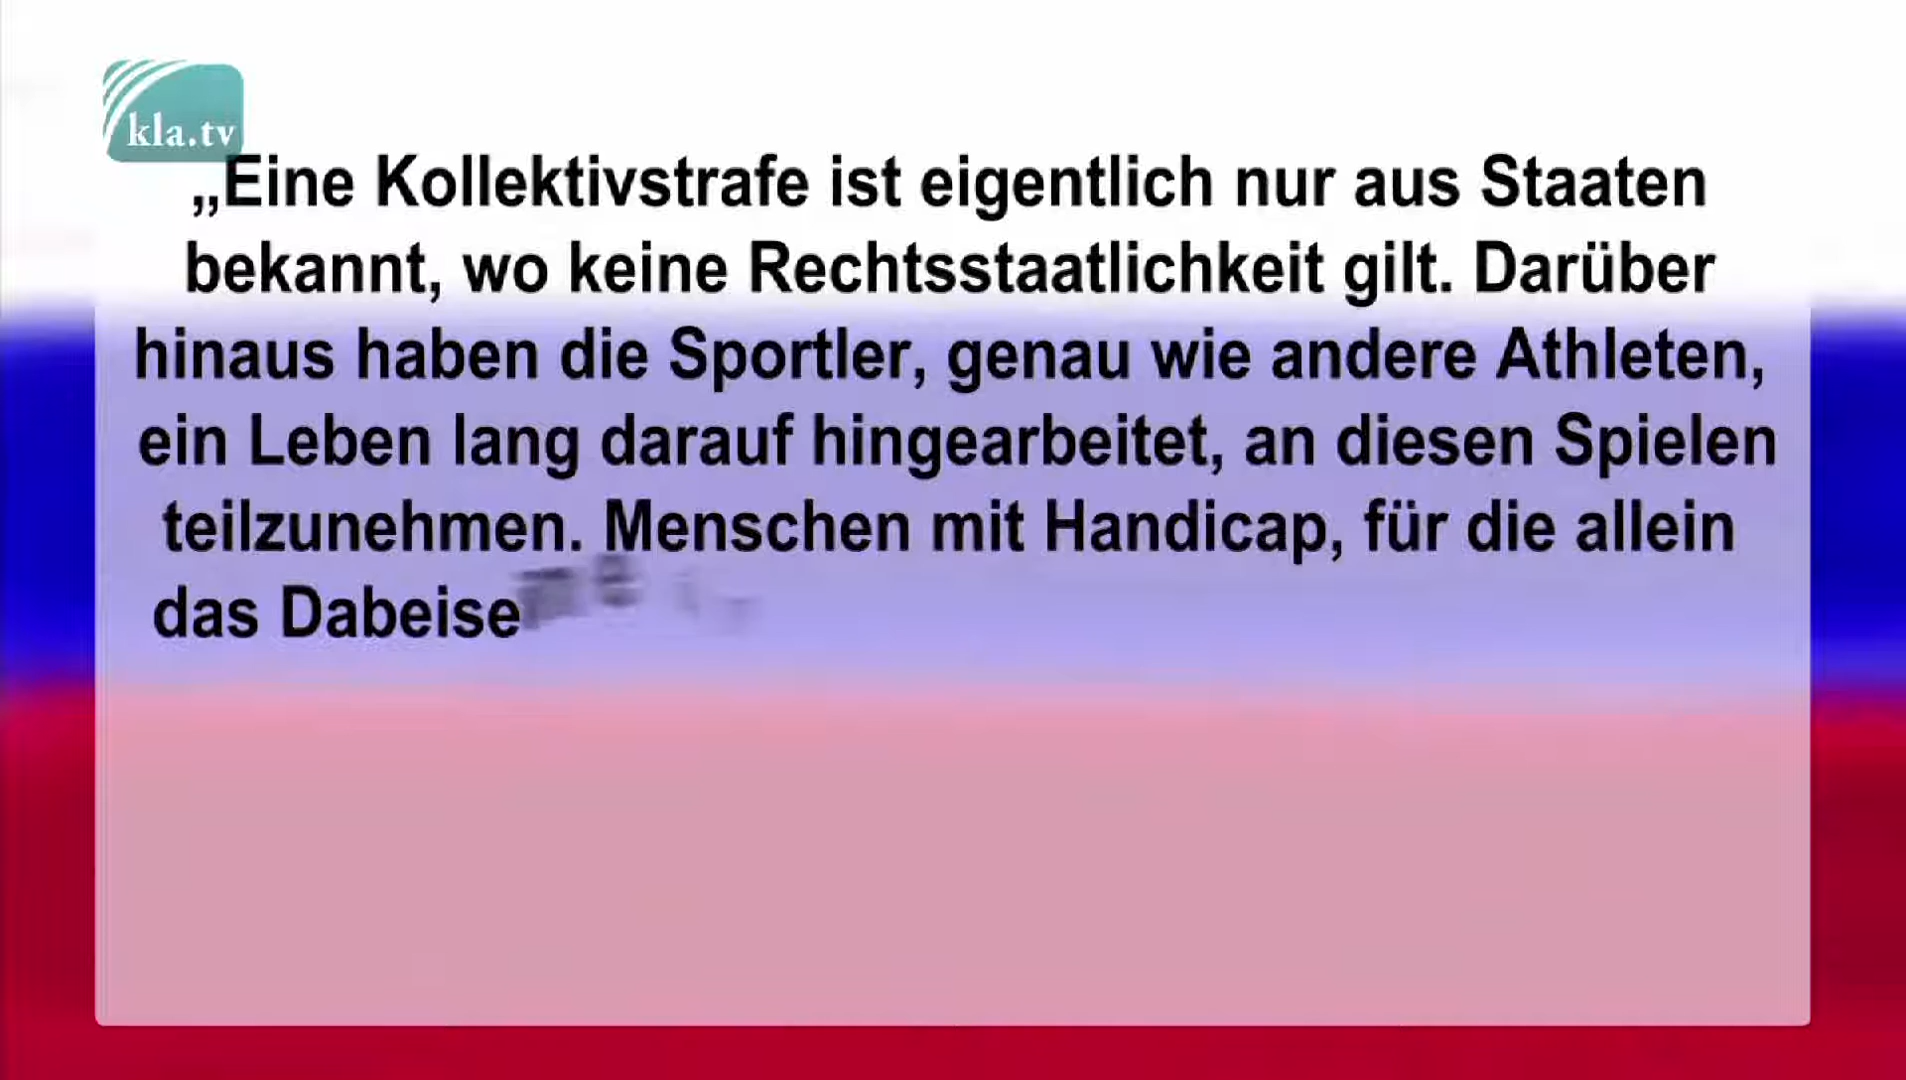 kla.tv
„Eine Kollektivstrafe ist eigentlich nur aus Staaten
bekannt, wo keine Rechtsstaatlichkeit gilt. Darüber
hinaus haben die Sportler, genau wie andere Athleten,
ein Leben lang darauf hingearbeitet, an diesen Spielen
teilzunehmen. Menschen mit Handicap, für die allein
das Dabeise